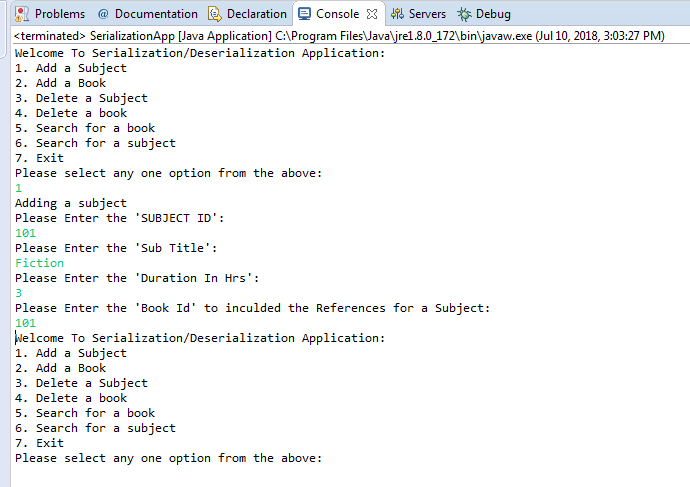 Problems @ Documentation Declaration Console Servers Debug
<terminated> SerializationApp [Java Application] C:\Program Files\Java\jre1.8.0_172\bin\javaw.exe (Jul 10, 2018, 3:03:27 PM)
Welcome To Serialization/Deserialization Application:
1. Add a Subject
2. Add a Book
3. Delete a Subject
4. Delete a book
5. Search for a book
6. Search for a subject
7. Exit
Please select any one option from the above:
1
Adding a subject
Please Enter the 'SUBJECT ID':
101
Please Enter the 'Sub Title':
Fiction
Please Enter the 'Duration In Hrs':
3
Please Enter the 'Book Id' to inculded the References for a Subject:
101
Welcome To Serialization/Deserialization Application:
1. Add a Subject
2. Add a Book
3. Delete a Subject
4. Delete a book
5. Search for a book
6. Search for a subject
7. Exit
Please select any one option from the above: